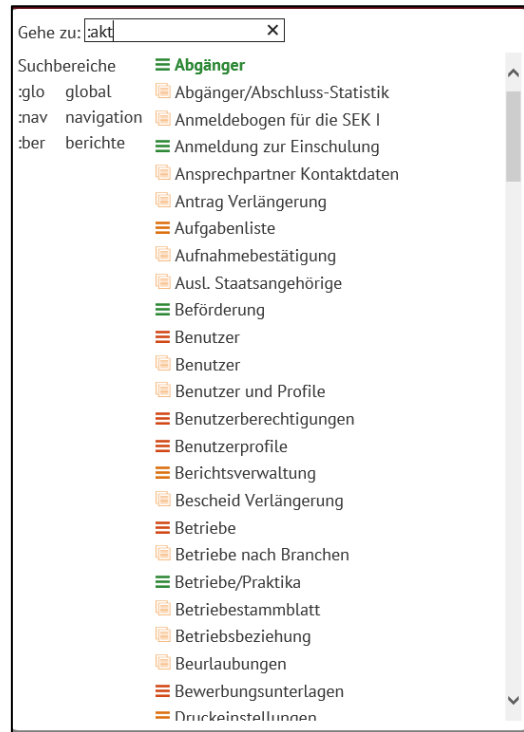 Gehe zu: :akt
Suchbereiche
:glo global
:nav navigation
:ber berichte
Abgänger
Abgänger/Abschluss-Statistik
Anmeldebogen für die SEK I
Anmeldung zur Einschulung
Ansprechpartner Kontaktdaten
Antrag Verlängerung
Aufgabenliste
Aufnahmebestätigung
Ausl. Staatsangehörige
Beförderung
Benutzer
Benutzer
Benutzer und Profile
Benutzerberechtigungen
Benutzerprofile
Berichtsverwaltung
Bescheid Verlängerung
Betriebe
Betriebe nach Branchen
Betriebe/Praktika
Betriebestammblatt
Betriebsbeziehung
Beurlaubungen
Bewerbungsunterlagen
Druckeinstellungen